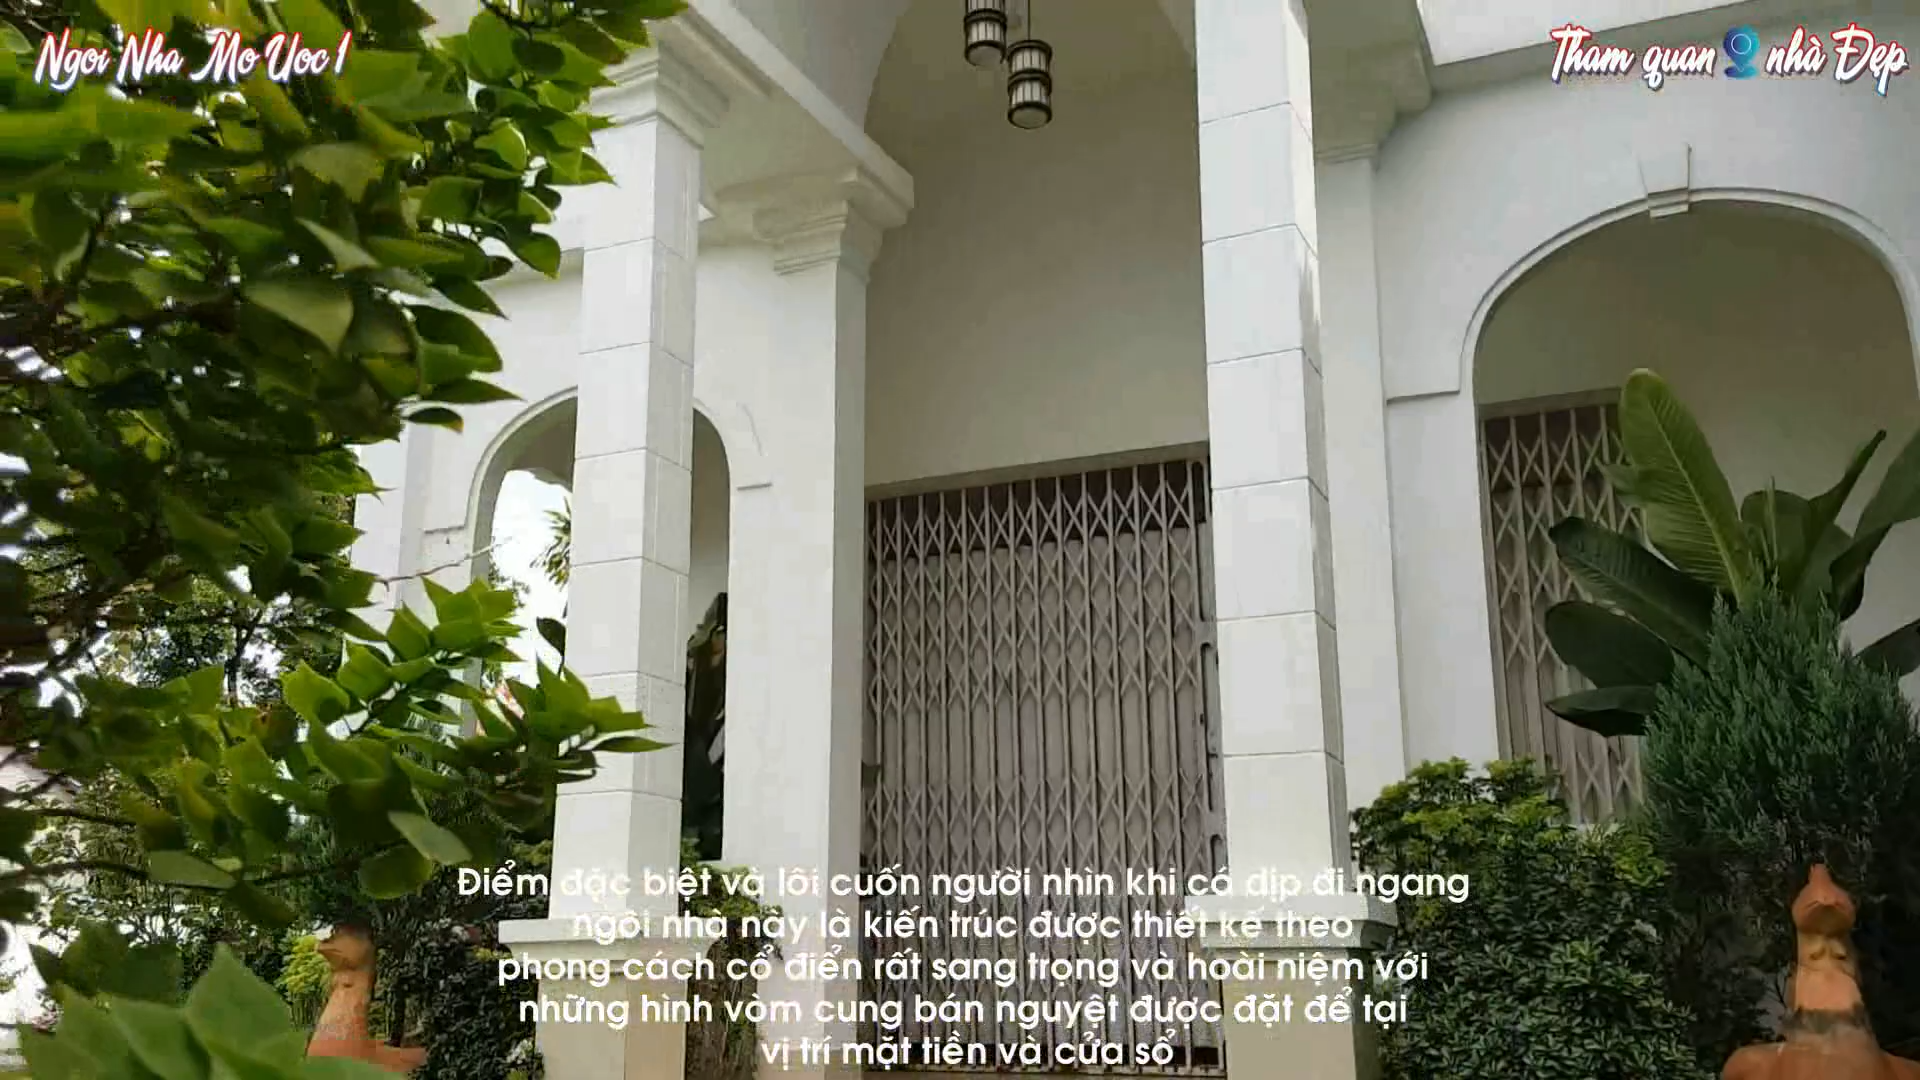 Ngoi Nha Mo Uoc 1
Tham quan nhà Đẹp
Điểm đặc biệt và lôi cuốn người nhìn khi có dịp đi ngang
ngôi nhà này là kiến trúc được thiết kế theo
phong cách cổ điển rất sang trọng và hoài niệm với
những hình vòm cung bán nguyệt được đặt để tại
vị trí mặt tiền và cửa sổ